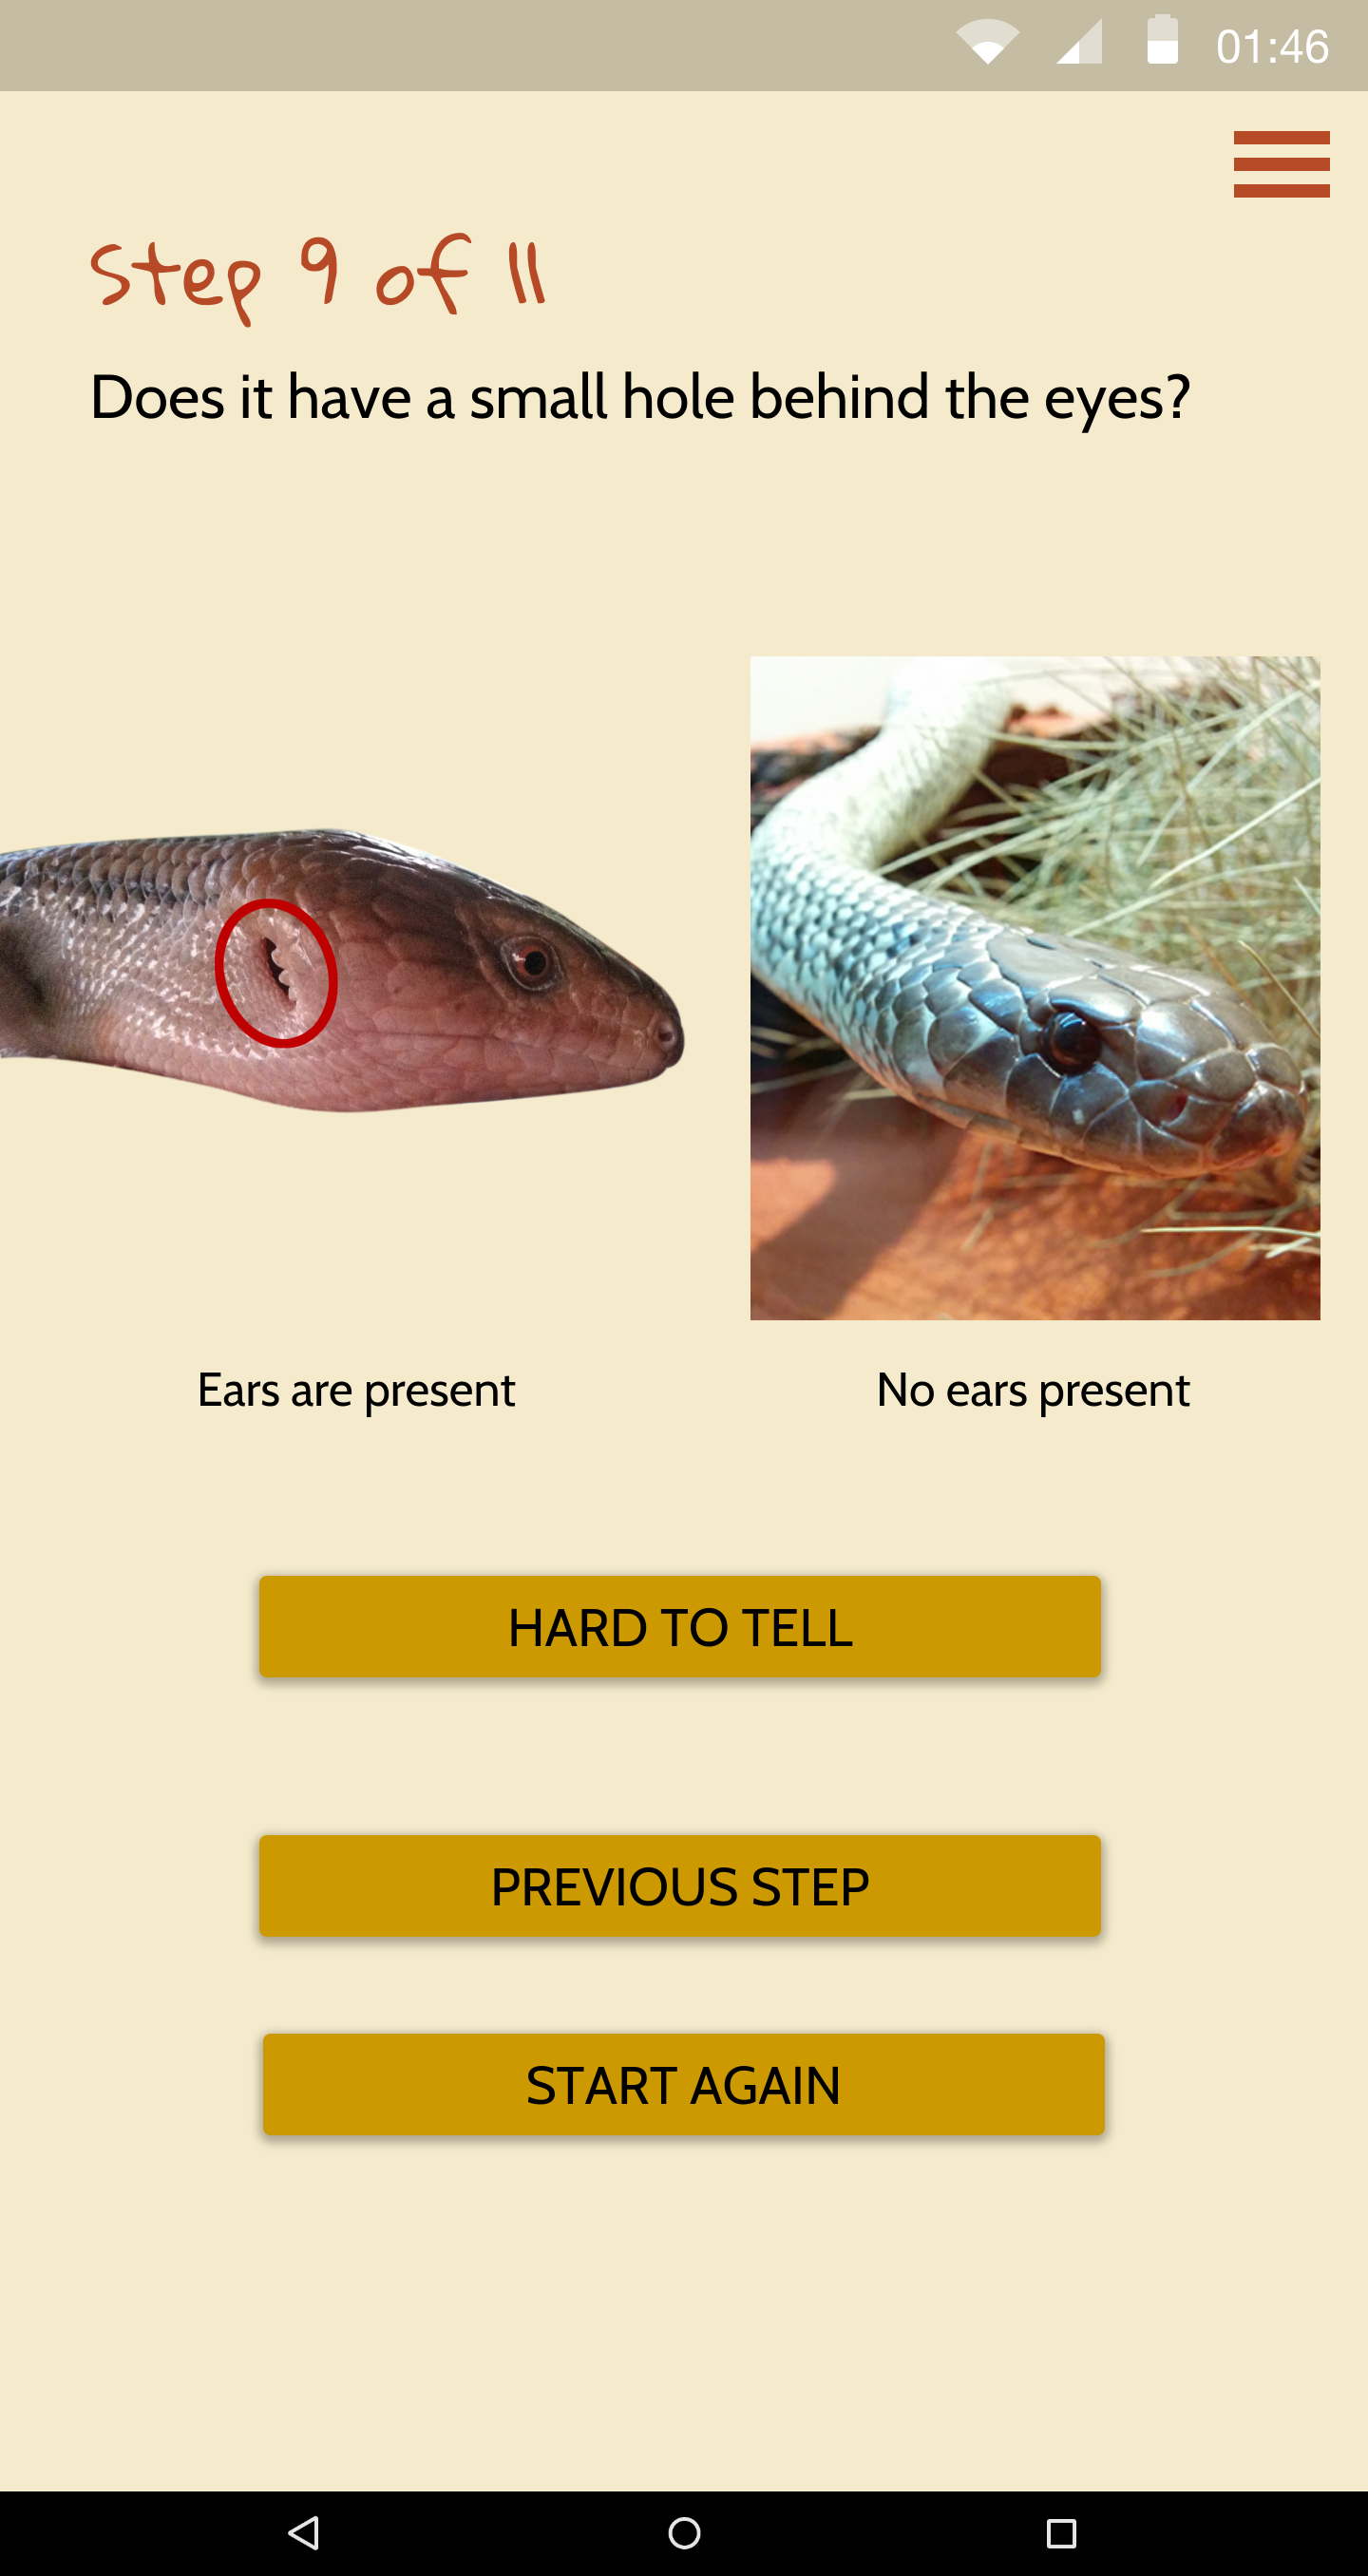 01:46
Step 9 of 11
Does it have a small hole behind the eyes?
Ears are present
No ears present
HARD TO TELL
PREVIOUS STEP
START AGAIN